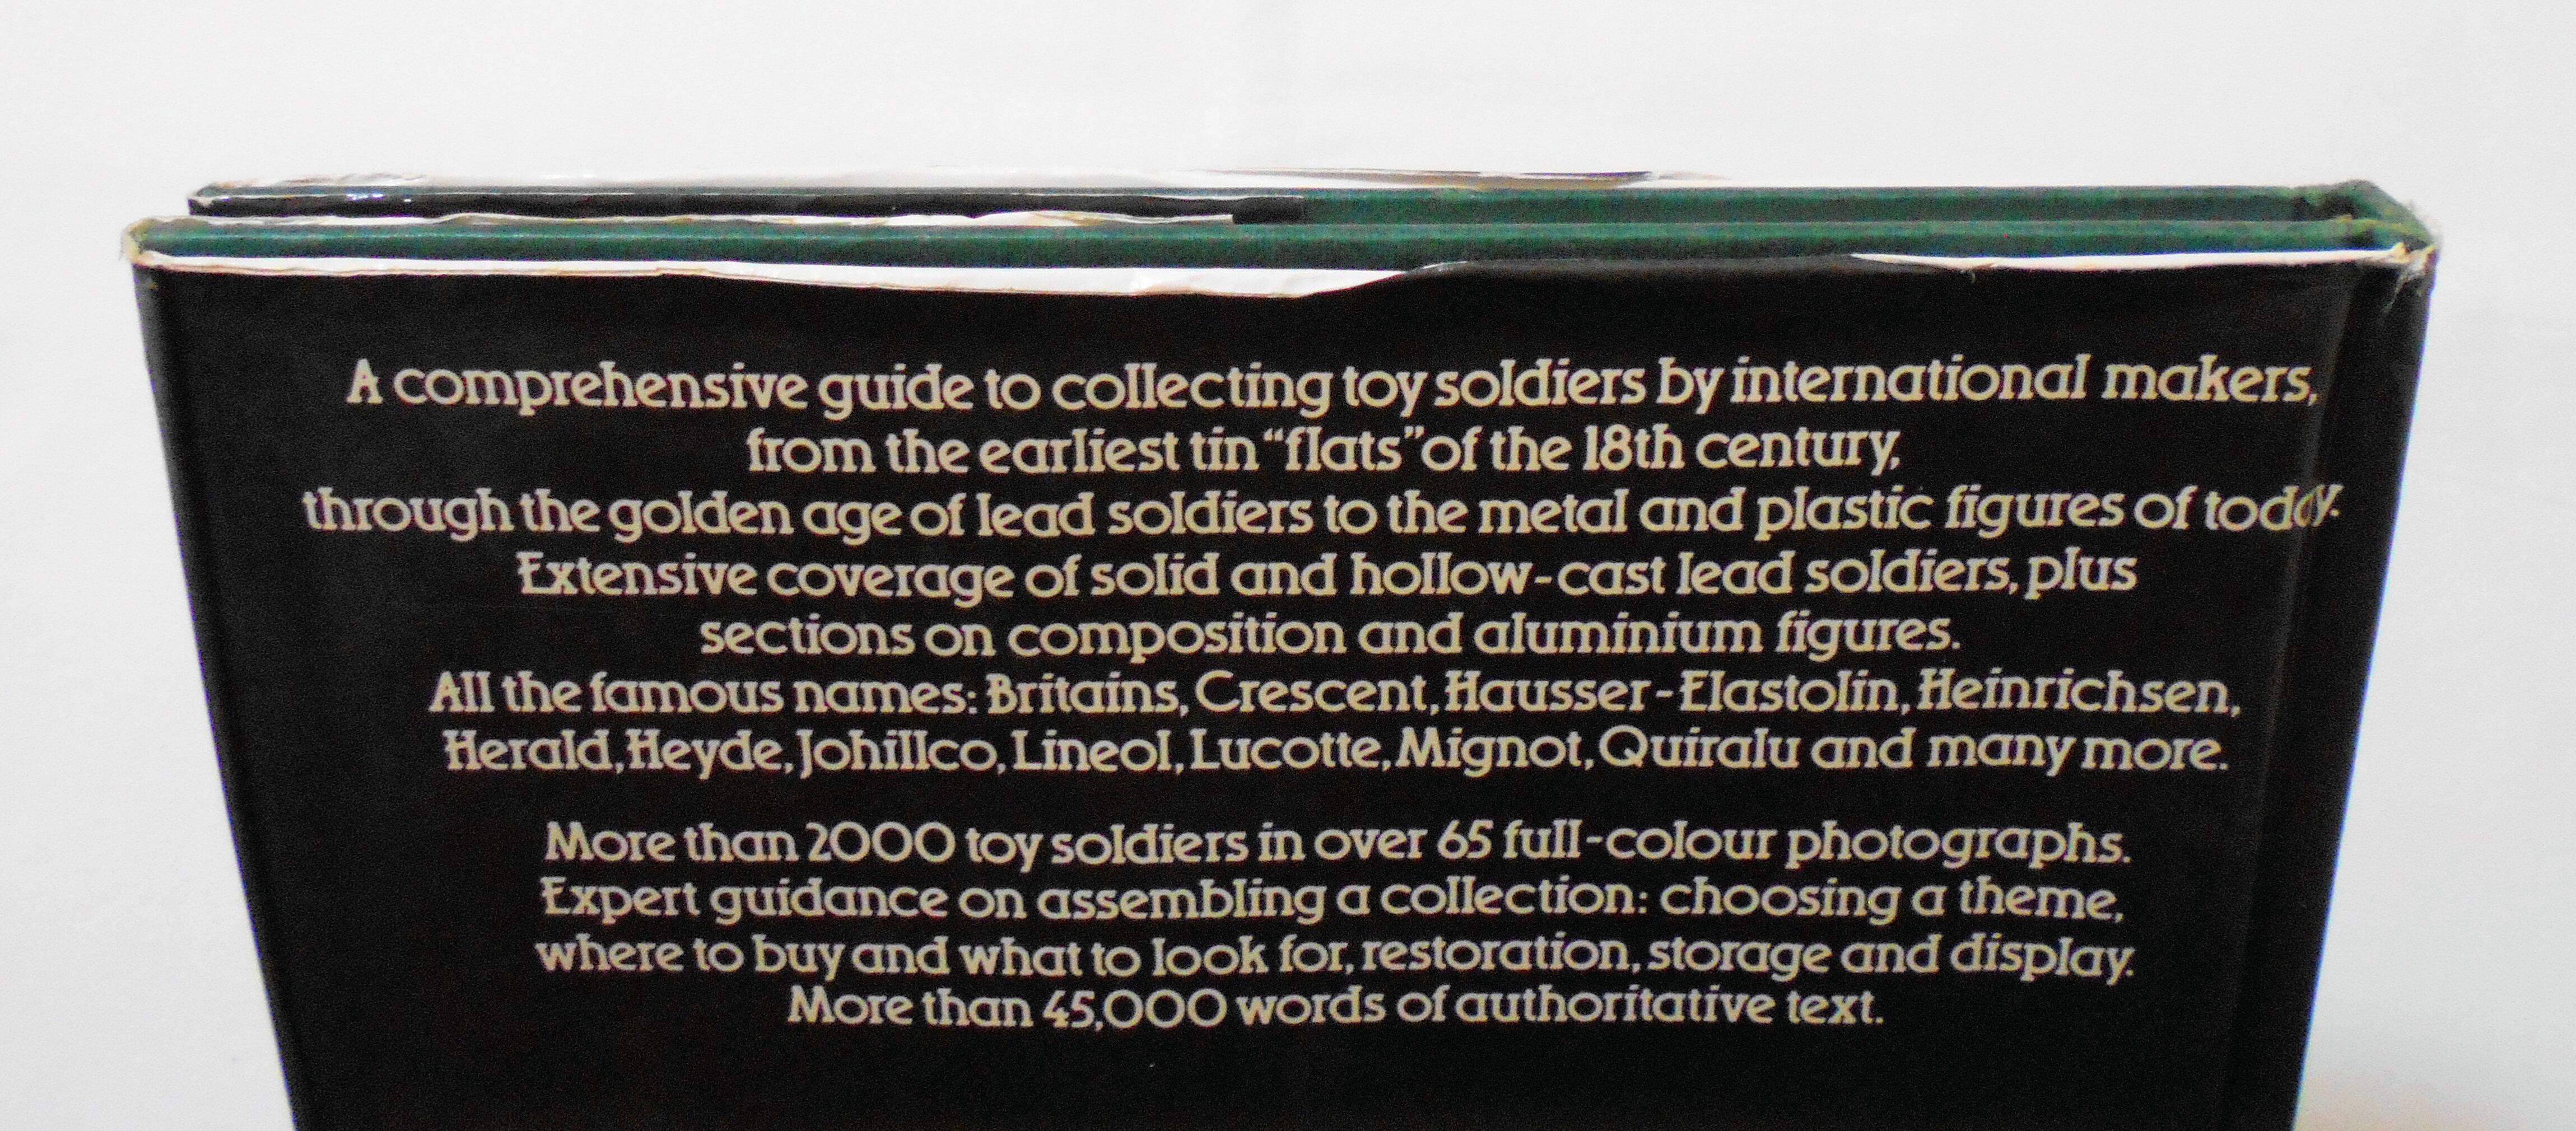 A comprehensive guide to collecting toy soldiers by international makers,
from the earliest tin “flats” of the 18th century,
through the golden age of lead soldiers to the metal and plastic figures of today.
Extensive coverage of solid and hollow-cast lead soldiers, plus
sections on composition and aluminium figures.
All the famous names: Britains, Crescent, Hausser-Elastolin, Heinrichsen,
Herald, Heyde, Johillco, Lineol, Lucotte, Mignot, Quiralu and many more.
More than 2000 toy soldiers in over 65 full-colour photographs.
Expert guidance on assembling a collection: choosing a theme,
where to buy and what to look for, restoration, storage and display.
More than 45,000 words of authoritative text.